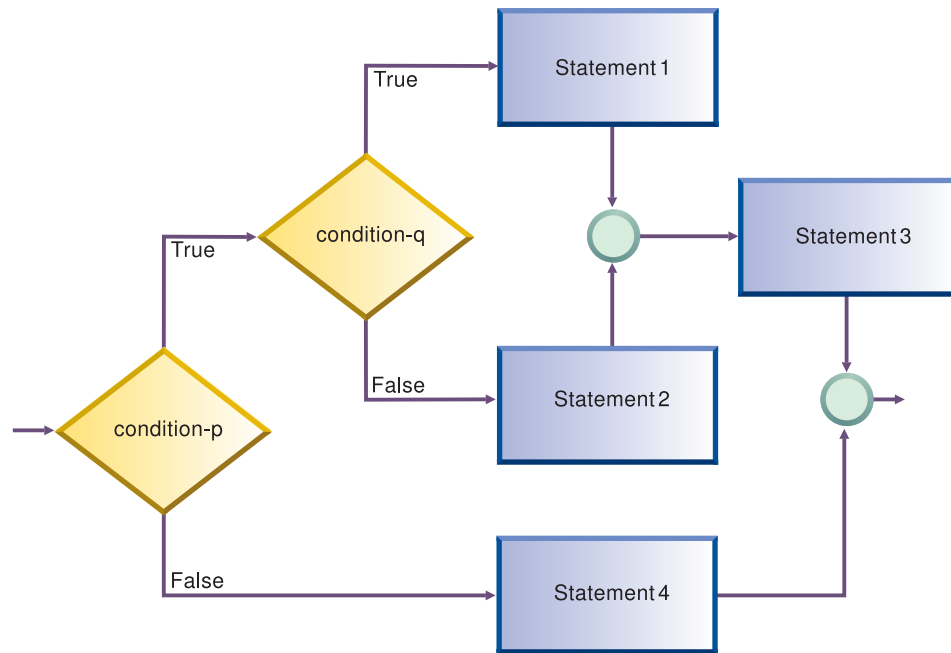 Statement 1
True
condition-q
True
Statement 3
False
Statement 2
condition-p
False
Statement 4